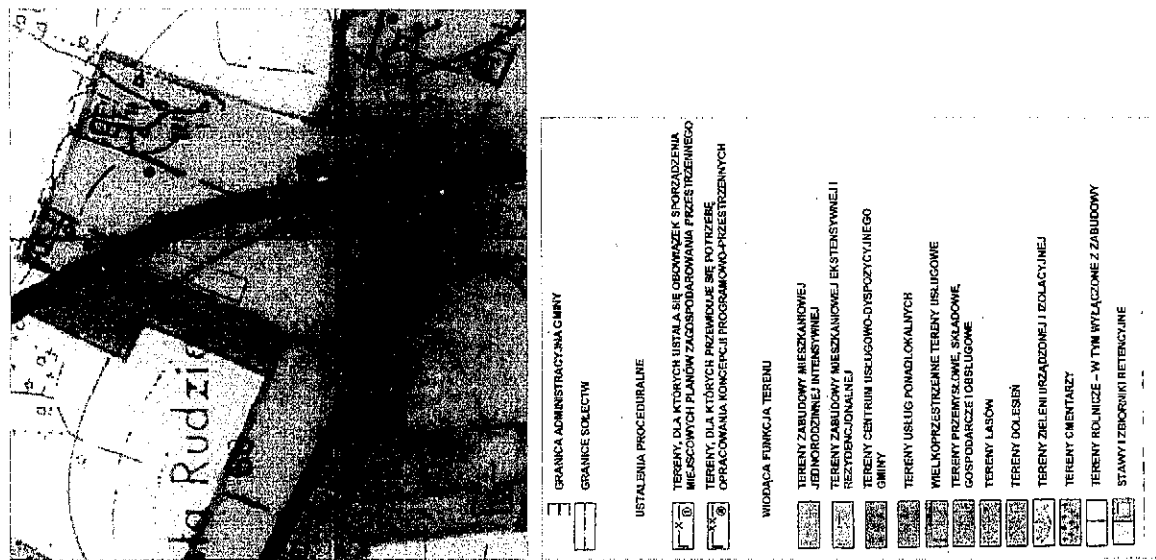 la Rudzie
GRANICA ADMINISTRACYJNA GMINY
GRANICE SOŁECTW
USTALENIA PROCEDURALNE
TERENY, DLA KTÓRYCH USTALA SIĘ OBOWIĄZEK SPORZĄDZENIA
MIEJSCOWYCH PLANÓW ZAGOSPODAROWANIA PRZESTRZENNEGO
TERENY, DLA KTÓRYCH PRZEWIDUJE SIĘ POTRZEBĘ
OPRACOWANIA KONCEPCJI PROGRAMOWO-PRZESTRZENNYCH
WIODĄCA FUNKCJA TERENU
TERENY ZABUDOWY MIESZKANIOWEJ
JEDNORODZINNEJ INTENSYWNEJ
TERENY ZABUDOWY MIESZKANIOWEJ EKSTENSYWNEJ I
REZYDENCJONALNEJ
TERENY CENTRUM USŁUGOWO-DYSPOZYCYJNEGO
GMINY
TERENY USŁUG PONADLOKALNYCH
WIELKOPRZESTRZENNE TERENY USŁUGOWE
TERENY PRZEMYSŁOWE, SKŁADOWE,
GOSPODARCZE I OBSŁUGOWE
TERENY LASÓW
TERENY DOLESIEŃ
TERENY ZIELENI URZĄDZONEJ I IZOLACYJNEJ
TERENY CMENTARZY
TERENY ROLNICZE - W TYM WYŁĄCZONE Z ZABUDOWY
STAWY I ZBIORNIKI RETENCYJNE